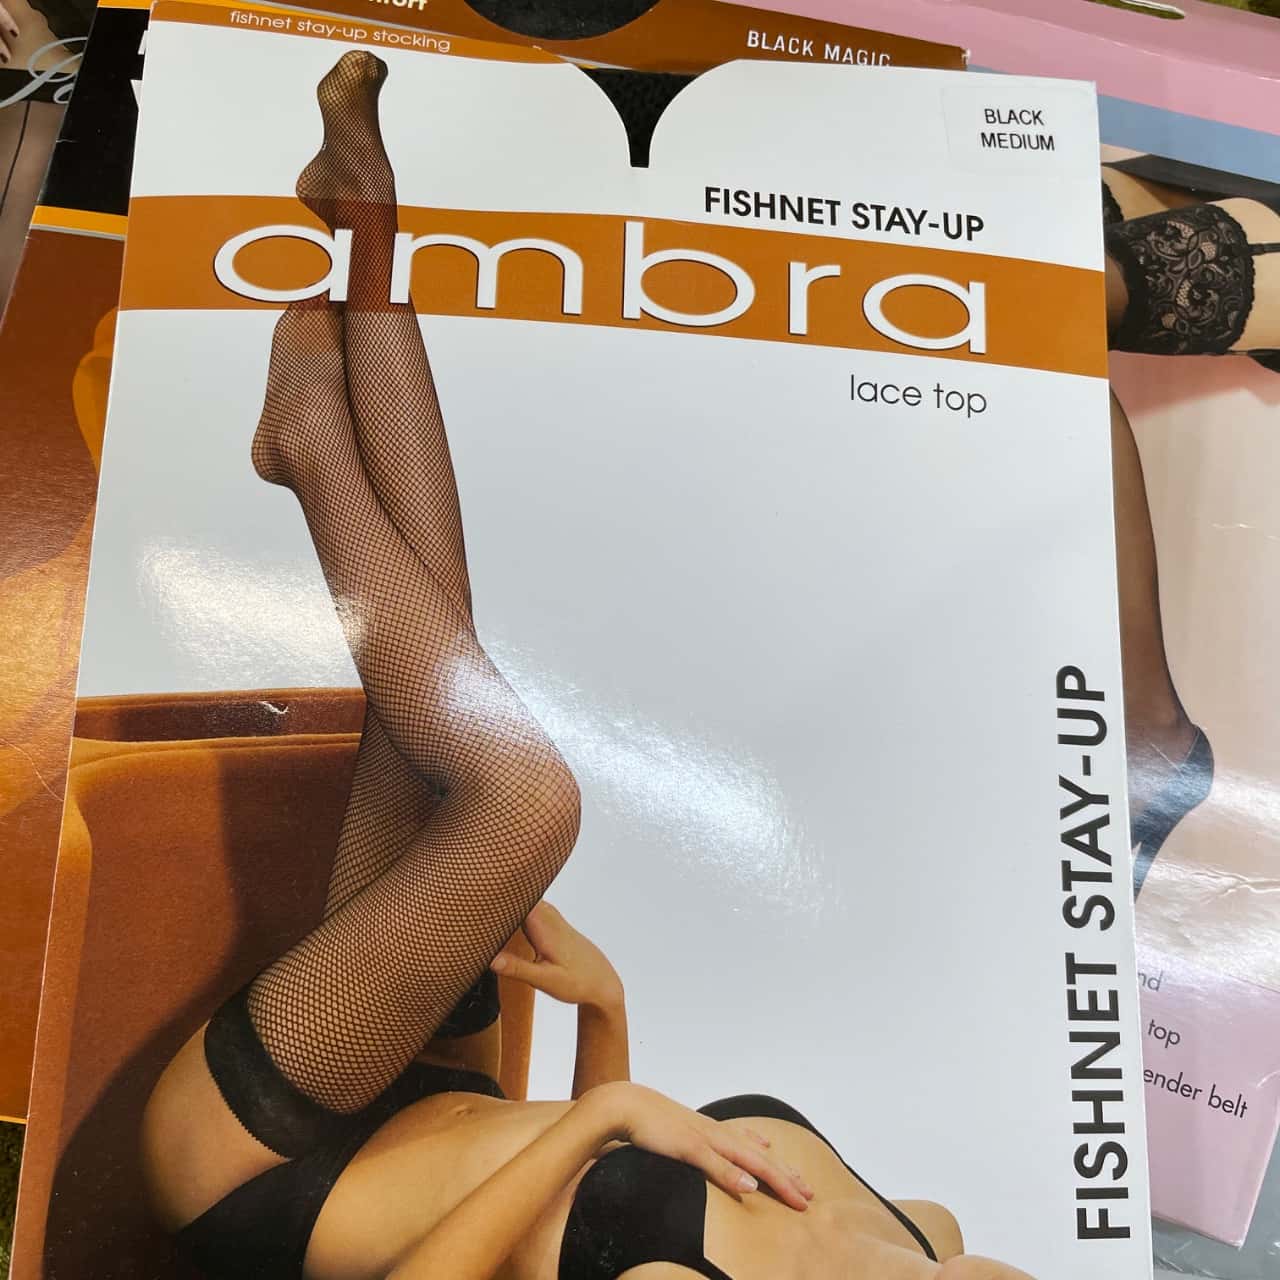 fishnet stay-up stocking
BLACK MAGIC
BLACK
MEDIUM
FISHNET STAY-UP
ambra
lace top
FISHNET STAY-UP
top
belt